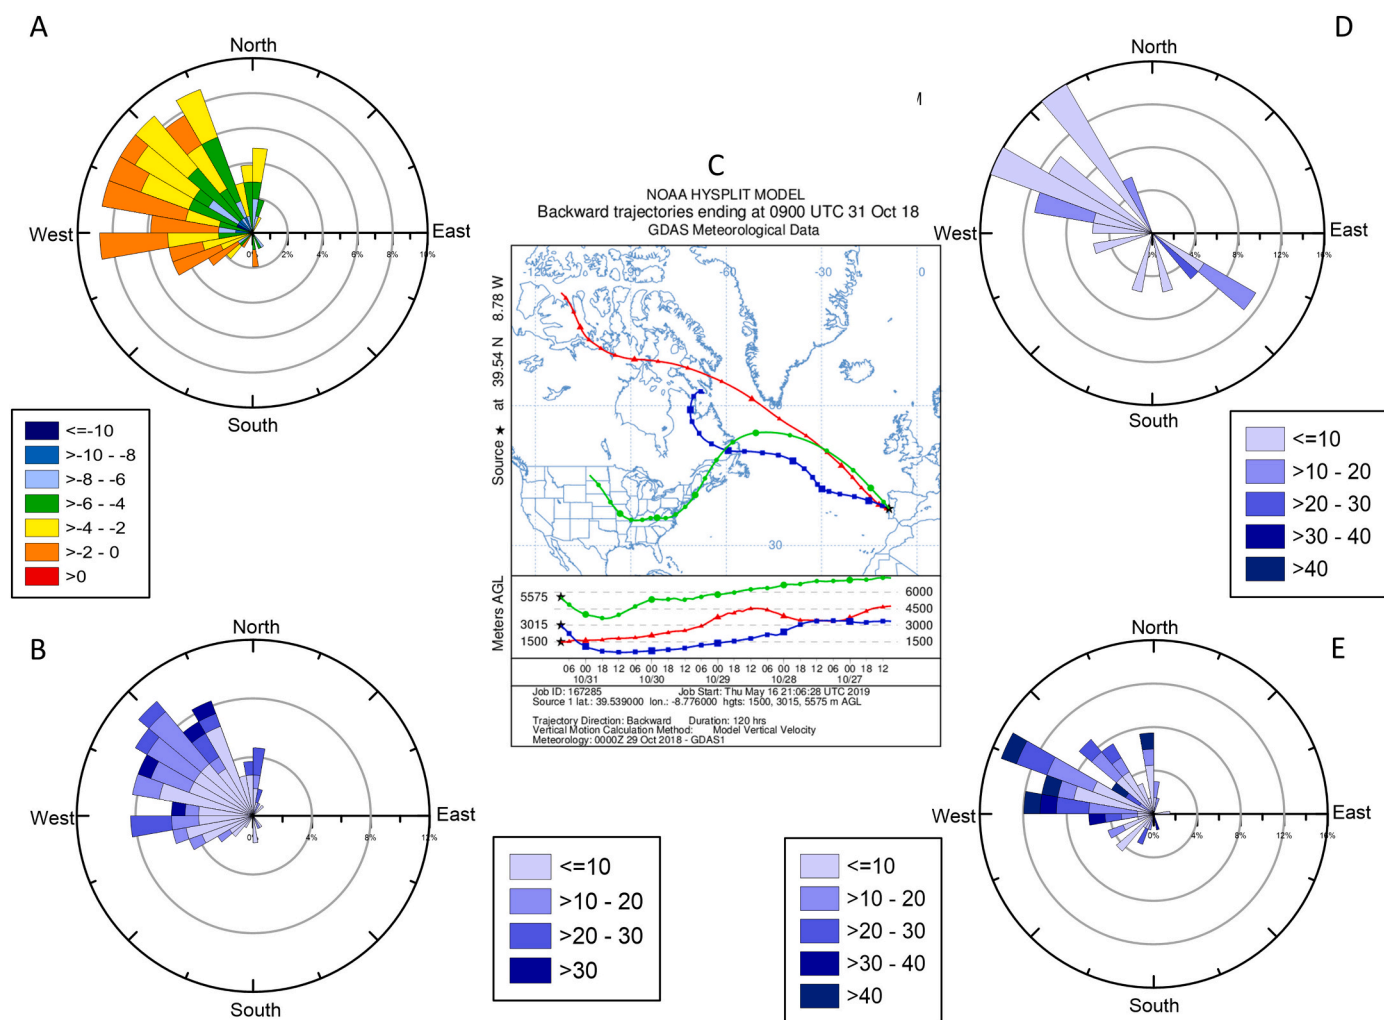 A
North
West
East
0%
2%
4%
6%
8%
10%
South
<=-10
>-10 - -8
>-8 - -6
>-6 - -4
>-4 - -2
>-2 - 0
>0
B
North
West
East
0%
4%
8%
12%
South
<=10
>10 - 20
>20 - 30
>30
C
NOAA HYSPLIT MODEL
Backward trajectories ending at 0900 UTC 31 Oct 18
GDAS Meteorological Data
Source ★ at 39.54 N 8.78 W
-120
-90
-60
-30
0
60
30
Meters AGL
5575
3015
1500
6000
4500
3000
1500
06 00 18 12 06 00 18 12 06 00 18 12 06 00 18 12 06 00 18 12
10/31 10/30 10/29 10/28 10/27
Job ID: 167285 Job Start: Thu May 16 21:06:28 UTC 2019
Source 1 lat.: 39.539000 lon.: -8.776000 hgts: 1500, 3015, 5575 m AGL
Trajectory Direction: Backward Duration: 120 hrs
Vertical Motion Calculation Method: Model Vertical Velocity
Meteorology: 0000Z 29 Oct 2018 - GDAS1
D
North
West
East
0%
4%
8%
12%
16%
South
<=10
>10 - 20
>20 - 30
>30 - 40
>40
E
North
West
East
0%
4%
8%
12%
16%
South
<=10
>10 - 20
>20 - 30
>30 - 40
>40